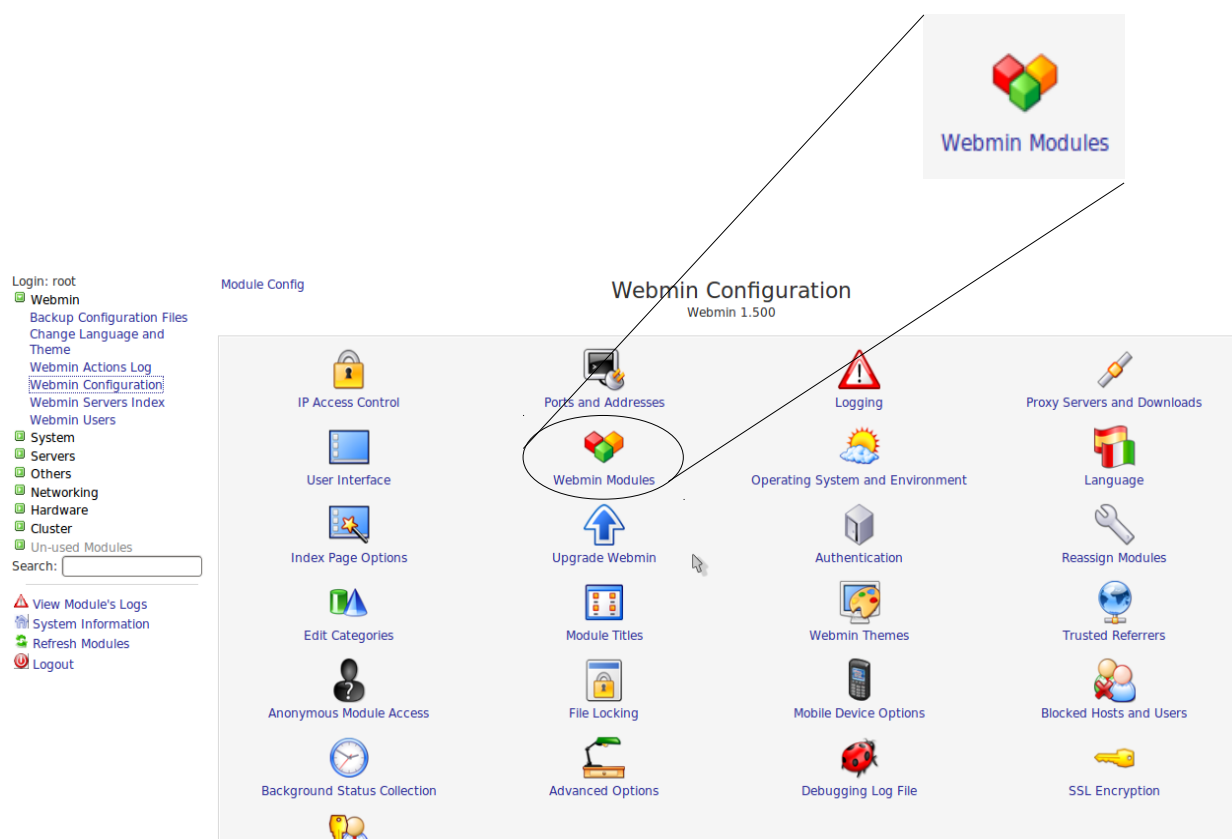 Webmin Modules
Login: root
Webmin
Backup Configuration Files
Change Language and
Theme
Webmin Actions Log
Webmin Configuration
Webmin Servers Index
Webmin Users
System
Servers
Others
Networking
Hardware
Cluster
Un-used Modules
Search:
View Module's Logs
System Information
Refresh Modules
Logout
Module Config
Webmin Configuration
Webmin 1.500
IP Access Control
Ports and Addresses
Logging
Proxy Servers and Downloads
User Interface
Webmin Modules
Operating System and Environment
Language
Index Page Options
Upgrade Webmin
Authentication
Reassign Modules
Edit Categories
Module Titles
Webmin Themes
Trusted Referrers
Anonymous Module Access
File Locking
Mobile Device Options
Blocked Hosts and Users
Background Status Collection
Advanced Options
Debugging Log File
SSL Encryption